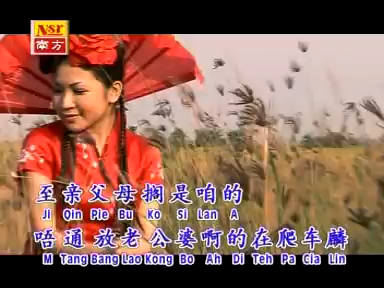 NSR
南方
至亲父母搁是咱的
Ji Qin Pie Bu Ko Si Lan A
唔通放老公婆啊的在爬车麟
M Tang Bang Lao Kong Bo Ah Di Teh Pa Cia Lin